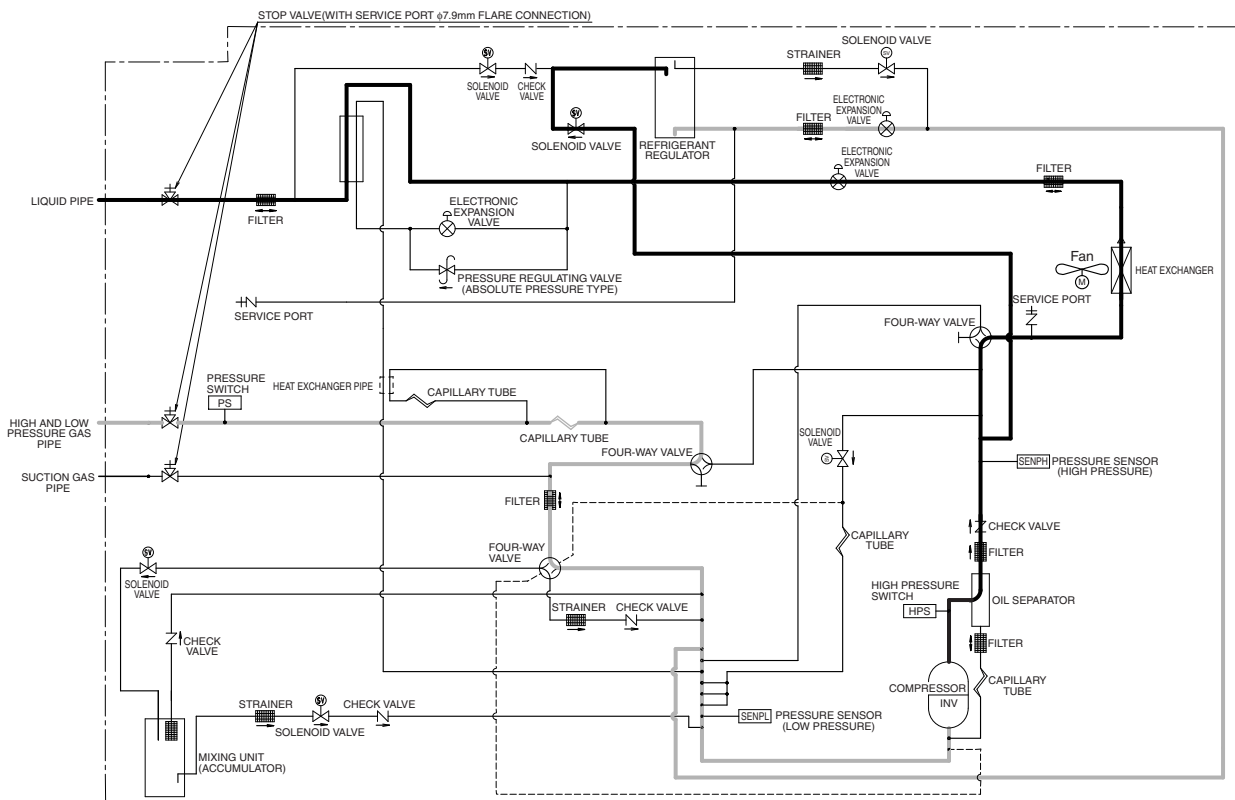 STOP VALVE(WITH SERVICE PORT φ7.9mm FLARE CONNECTION)
SOLENOID VALVE
SV
STRAINER
SV
SOLENOID
VALVE
CHECK
VALVE
ELECTRONIC
EXPANSION
VALVE
SV
FILTER
SOLENOID VALVE
REFRIGERANT
REGULATOR
ELECTRONIC
EXPANSION
VALVE
FILTER
LIQUID PIPE
FILTER
ELECTRONIC
EXPANSION
VALVE
PRESSURE REGULATING VALVE
(ABSOLUTE PRESSURE TYPE)
Fan
M
HEAT EXCHANGER
SERVICE PORT
SERVICE PORT
FOUR-WAY VALVE
PRESSURE
SWITCH
PS
HEAT EXCHANGER PIPE
CAPILLARY TUBE
HIGH AND LOW
PRESSURE GAS
PIPE
CAPILLARY TUBE
SOLENOID
VALVE
FOUR-WAY VALVE
SENPH
PRESSURE SENSOR
(HIGH PRESSURE)
SUCTION GAS
PIPE
FILTER
CHECK VALVE
CAPILLARY
TUBE
FILTER
FOUR-WAY
VALVE
SV
SOLENOID
VALVE
HIGH PRESSURE
SWITCH
HPS
OIL SEPARATOR
STRAINER
CHECK VALVE
CHECK
VALVE
FILTER
COMPRESSOR
INV
CAPILLARY
TUBE
STRAINER
SV
SOLENOID VALVE
CHECK VALVE
SENPL
PRESSURE SENSOR
(LOW PRESSURE)
MIXING UNIT
(ACCUMULATOR)